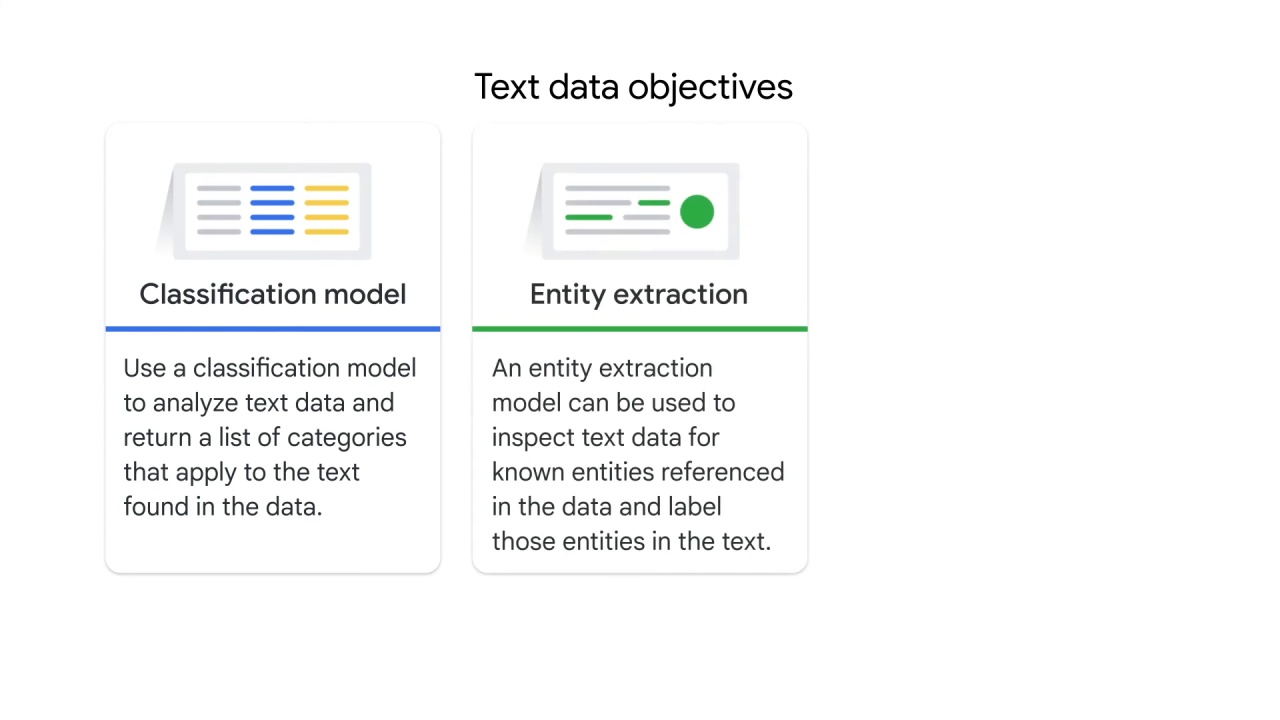 Text data objectives
Classification model
Use a classification model
to analyze text data and
return a list of categories
that apply to the text
found in the data.
Entity extraction
An entity extraction
model can be used to
inspect text data for
known entities referenced
in the data and label
those entities in the text.